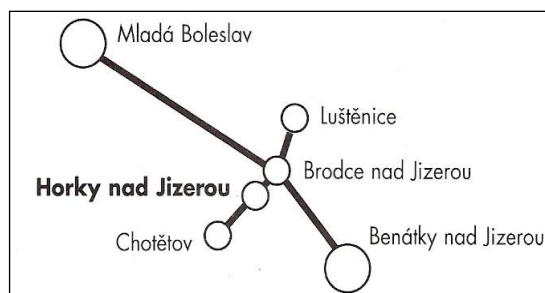 Mladá Boleslav
Luštěnice
Brodce nad Jizerou
Horky nad Jizerou
Chotětov
Benátky nad Jizerou